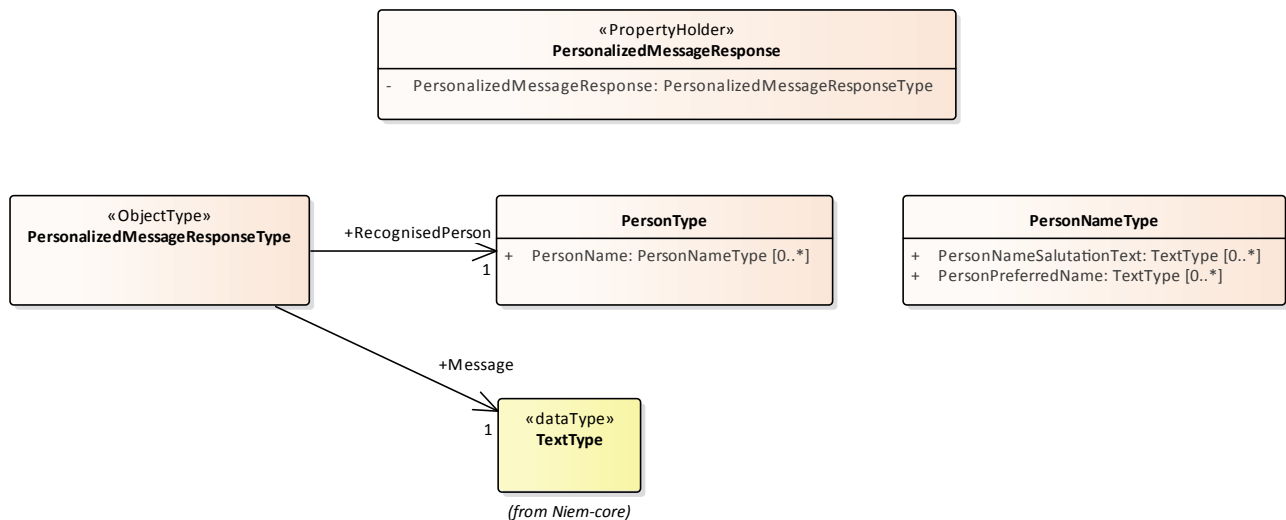 «PropertyHolder»
PersonalizedMessageResponse
- PersonalizedMessageResponse: PersonalizedMessageResponseType
«ObjectType»
PersonalizedMessageResponseType
+RecognisedPerson
1
PersonType
+ PersonName: PersonNameType [0..*]
PersonNameType
+ PersonNameSalutationText: TextType [0..*]
+ PersonPreferredName: TextType [0..*]
+Message
1
«dataType»
TextType
(from Niem-core)